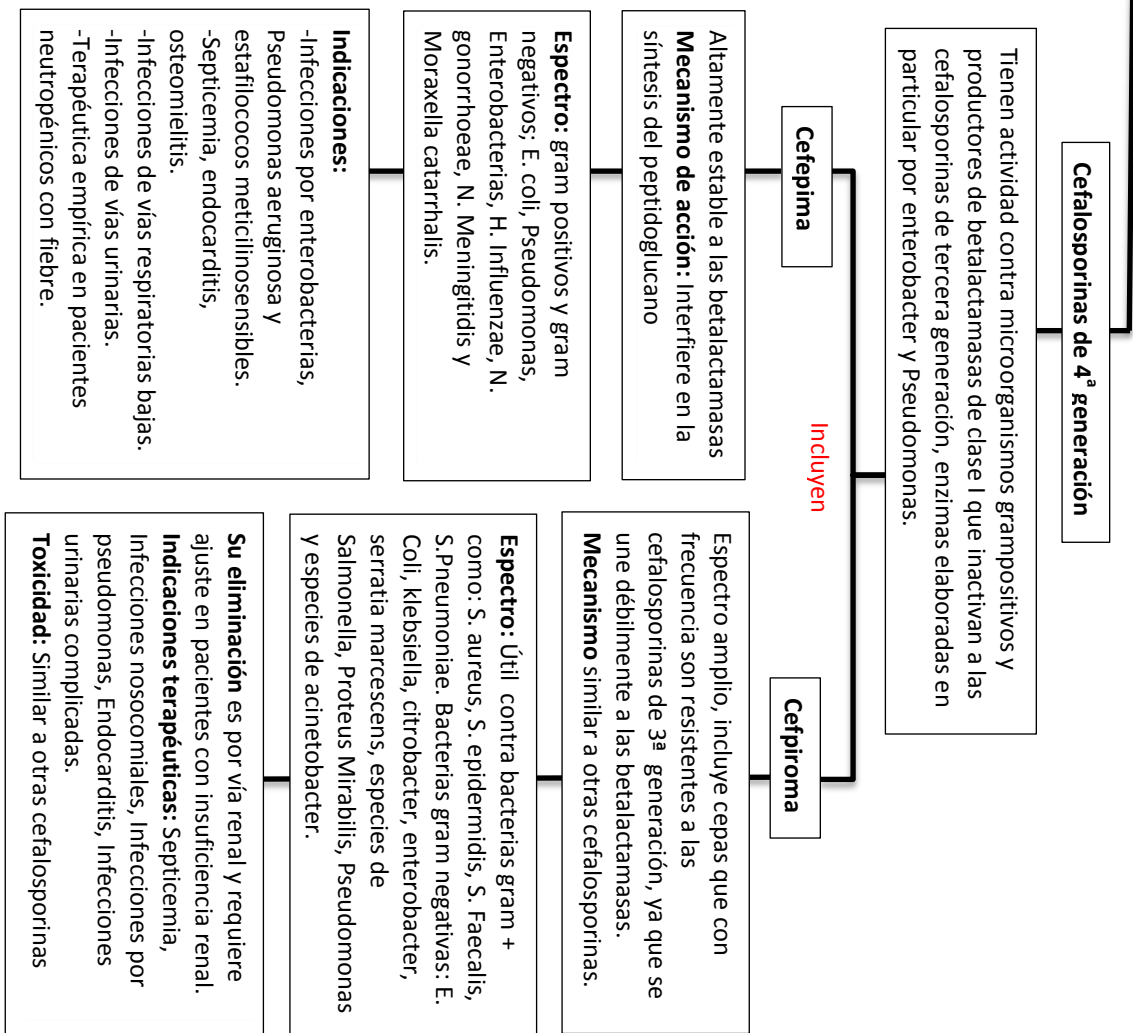 Cefalosporinas de 4ª generación
Tienen actividad contra microorganismos grampositivos y
productores de betalactamasas de clase I que inactivan a las
cefalosporinas de tercera generación, enzimas elaboradas en
particular por enterobacter y Pseudomonas.
Incluyen
Cefepima
Altamente estable a las betalactamasas
Mecanismo de acción: Interfiere en la
síntesis del peptidoglucano
Espectro: gram positivos y gram
negativos; E. coli, Pseudomonas,
Enterobacterias, H. Influenzae, N.
gonorrhoeae, N. Meningitidis y
Moraxella catarrhalis.
Indicaciones:
-Infecciones por enterobacterias,
Pseudomonas aeruginosa y
estafilococos meticilinosensibles.
-Septicemia, endocarditis,
osteomielitis.
-Infecciones de vías respiratorias bajas.
-Infecciones de vías urinarias.
-Terapéutica empírica en pacientes
neutropénicos con fiebre.
Cefpiroma
Espectro amplio, incluye cepas que con
frecuencia son resistentes a las
cefalosporinas de 3ª generación, ya que se
une débilmente a las betalactamasas.
Mecanismo similar a otras cefalosporinas.
Espectro: Útil contra bacterias gram +
como: S. aureus, S. epidermidis, S. Faecalis,
S.Pneumoniae. Bacterias gram negativas: E.
Coli, klebsiella, citrobacter, enterobacter,
serratia marcescens, especies de
Salmonella, Proteus Mirabilis, Pseudomonas
y especies de acinetobacter.
Su eliminación es por vía renal y requiere
ajuste en pacientes con insuficiencia renal.
Indicaciones terapéuticas: Septicemia,
Infecciones nosocomiales, Infecciones por
pseudomonas, Endocarditis, Infecciones
urinarias complicadas.
Toxicidad: Similar a otras cefalosporinas